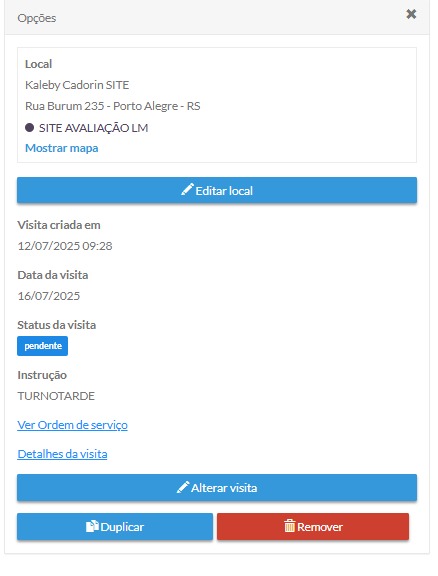 Opções
Local
Kaleby Cadorin SITE
Rua Burum 235 - Porto Alegre - RS
SITE AVALIAÇÃO LM
Mostrar mapa
Editar local
Visita criada em
12/07/2025 09:28
Data da visita
16/07/2025
Status da visita
pendente
Instrução
TURNOTARDE
Ver Ordem de serviço
Detalhes da visita
Alterar visita
Duplicar
Remover